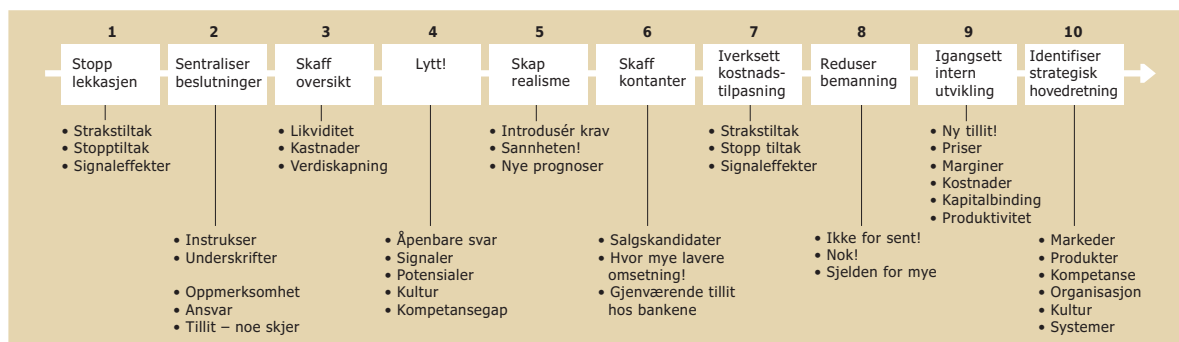 1
Stopp
lekkasjen
• Strakstiltak
• Stopptiltak
• Signaleffekter
2
Sentraliser
beslutninger
• Instrukser
• Underskrifter
• Oppmerksomhet
• Ansvar
• Tillit – noe skjer
3
Skaff
oversikt
• Likviditet
• Kastnader
• Verdiskapning
4
Lytt!
• Åpenbare svar
• Signaler
• Potensialer
• Kultur
• Kompetansegap
5
Skap
realisme
• Introdusér krav
• Sannheten!
• Nye prognoser
6
Skaff
kontanter
• Salgskandidater
• Hvor mye lavere
omsetning!
• Gjenværende tillit
hos bankene
7
Iverksett
kostnads-
tilpasning
• Strakstiltak
• Stopp tiltak
• Signaleffekter
8
Reduser
bemanning
• Ikke for sent!
• Nok!
• Sjelden for mye
9
Igangsett
intern
utvikling
• Ny tillit!
• Priser
• Marginer
• Kostnader
• Kapitalbinding
• Produktivitet
10
Identifiser
strategisk
hovedretning
• Markeder
• Produkter
• Kompetanse
• Organisasjon
• Kultur
• Systemer